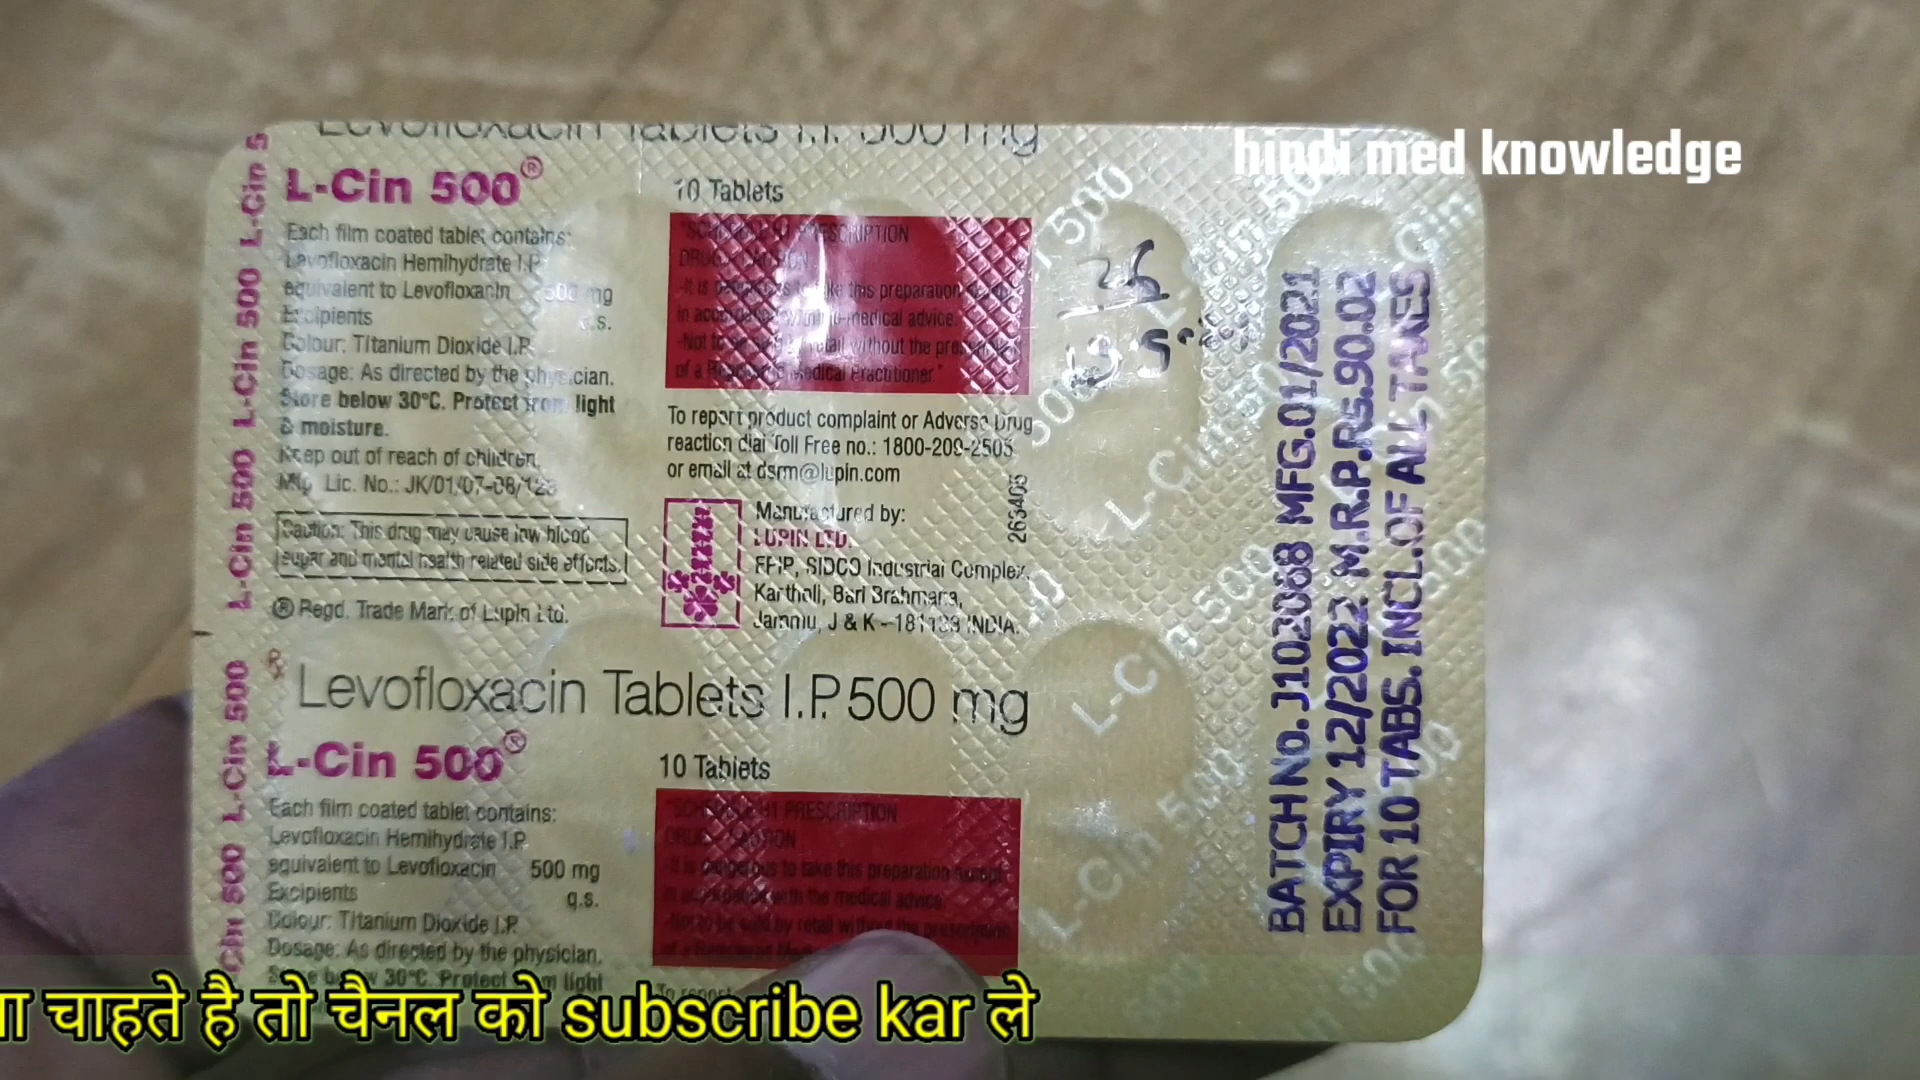 hindi med knowledge
Levofloxacin Tablets I.P. 500 mg
L-Cin 500®
10 Tablets
Each film coated tablet contains:
Levofloxacin Hemihydrate I.P.
equivalent to Levofloxacin 500 mg
Excipients q.s.
Colour: Titanium Dioxide I.P.
Dosage: As directed by the physician.
Store below 30°C. Protect from light
& moisture.
Keep out of reach of children.
Mfg. Lic. No.: JK/01/07-08/128
Caution: This drug may cause low blood
sugar and mental health related side effects.
® Regd. Trade Mark of Lupin Ltd.
"SCHEDULE H1 PRESCRIPTION
DRUG - CAUTION
-It is dangerous to take this preparation except
in accordance with the medical advice.
-Not to be sold by retail without the prescription
of a Registered Medical Practitioner."
To report product complaint or Adverse Drug
reaction dial Toll Free no.: 1800-209-2505
or email at dsrm@lupin.com
Manufactured by:
LUPIN LTD.
EPIP, SIDCO Industrial Complex,
Kartholi, Bari Brahmana,
Jammu, J & K - 181133 INDIA.
263405
Rx Levofloxacin Tablets I.P. 500 mg
L-Cin 500®
10 Tablets
Each film coated tablet contains:
Levofloxacin Hemihydrate I.P.
equivalent to Levofloxacin 500 mg
Excipients q.s.
Colour: Titanium Dioxide I.P.
Dosage: As directed by the physician.
Store below 30°C. Protect from light
"SCHEDULE H1 PRESCRIPTION
DRUG - CAUTION
-It is dangerous to take this preparation except
in accordance with the medical advice.
-Not to be sold by retail without the prescription
To report
L-Cin 500 L-Cin 500 L-Cin 500 L-Cin 5
BATCH No. J102088 MFG.01/2021
EXPIRY 12/2022 M.R.P.RS.90.02
FOR 10 TABS. INCL.OF ALL TAXES
चाहते है तो चैनल को subscribe kar ले